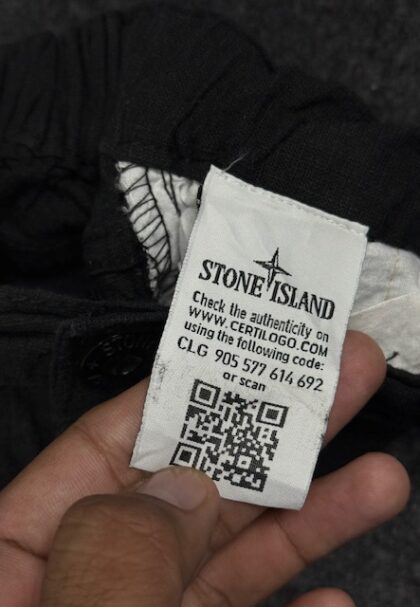 STONE ISLAND
Check the authenticity on
WWW.CERTILOGO.COM
using the following code:
CLG 905 577 614 692
or scan